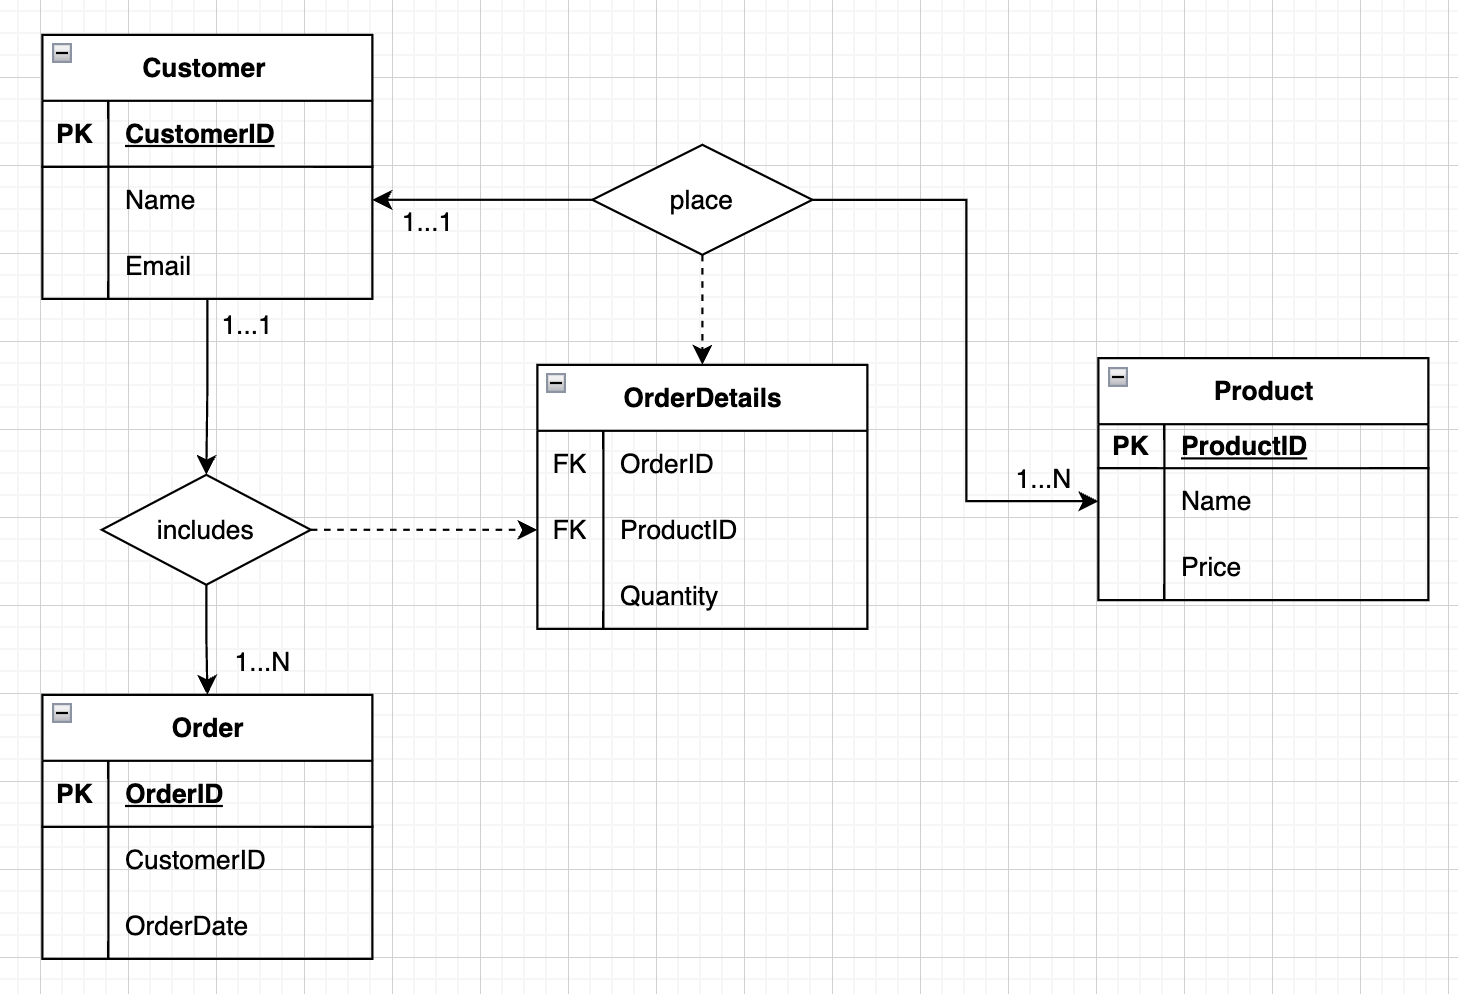 Customer
PK CustomerID
Name
Email
1...1
place
1...1
includes
1...N
OrderDetails
FK OrderID
FK ProductID
Quantity
1...N
Product
PK ProductID
Name
Price
Order
PK OrderID
CustomerID
OrderDate